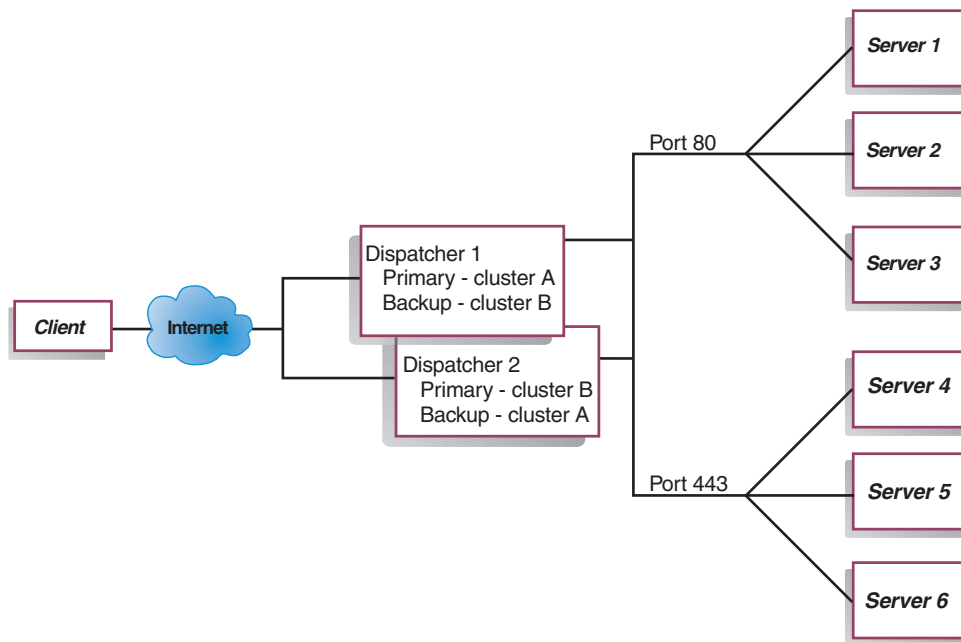 Client
Internet
Dispatcher 1
Primary - cluster A
Backup - cluster B
Dispatcher 2
Primary - cluster B
Backup - cluster A
Port 80
Server 1
Server 2
Server 3
Port 443
Server 4
Server 5
Server 6